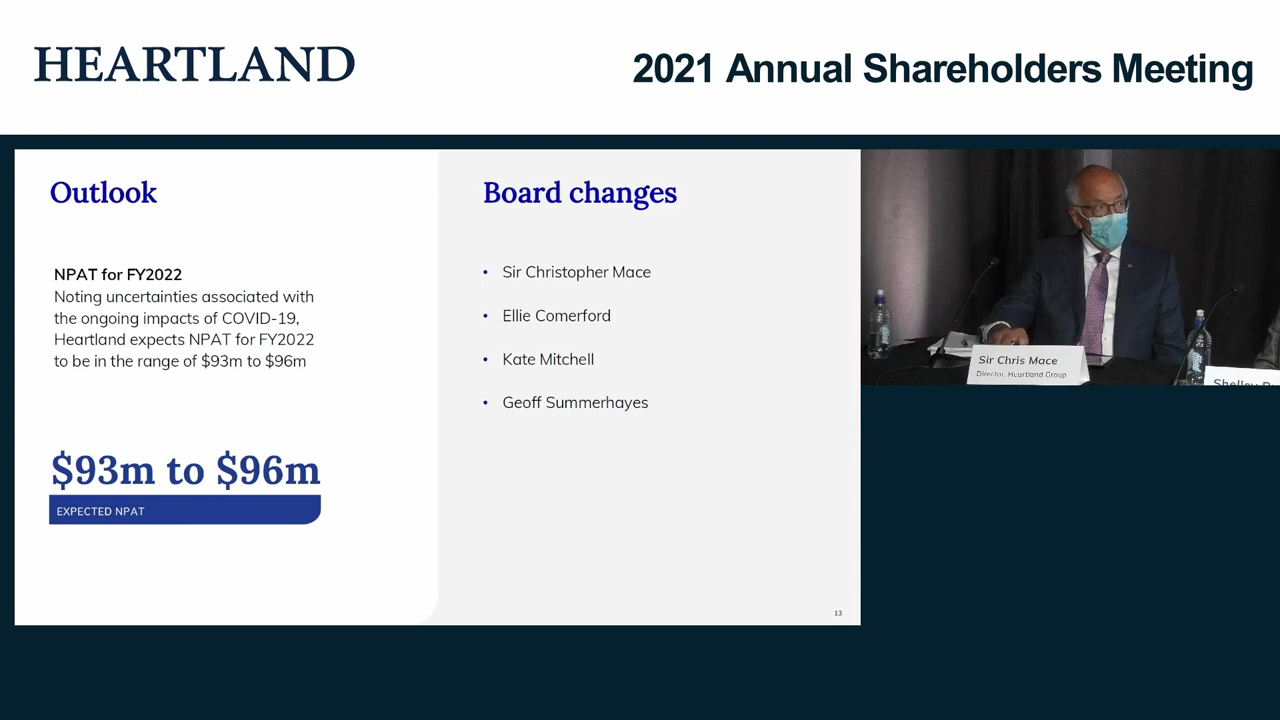 HEARTLAND
2021 Annual Shareholders Meeting
Outlook
NPAT for FY2022
Noting uncertainties associated with
the ongoing impacts of COVID-19,
Heartland expects NPAT for FY2022
to be in the range of $93m to $96m
$93m to $96m
EXPECTED NPAT
Board changes
• Sir Christopher Mace
• Ellie Comerford
• Kate Mitchell
• Geoff Summerhayes
13
Sir Chris Mace
Director, Heartland Group
Shelley